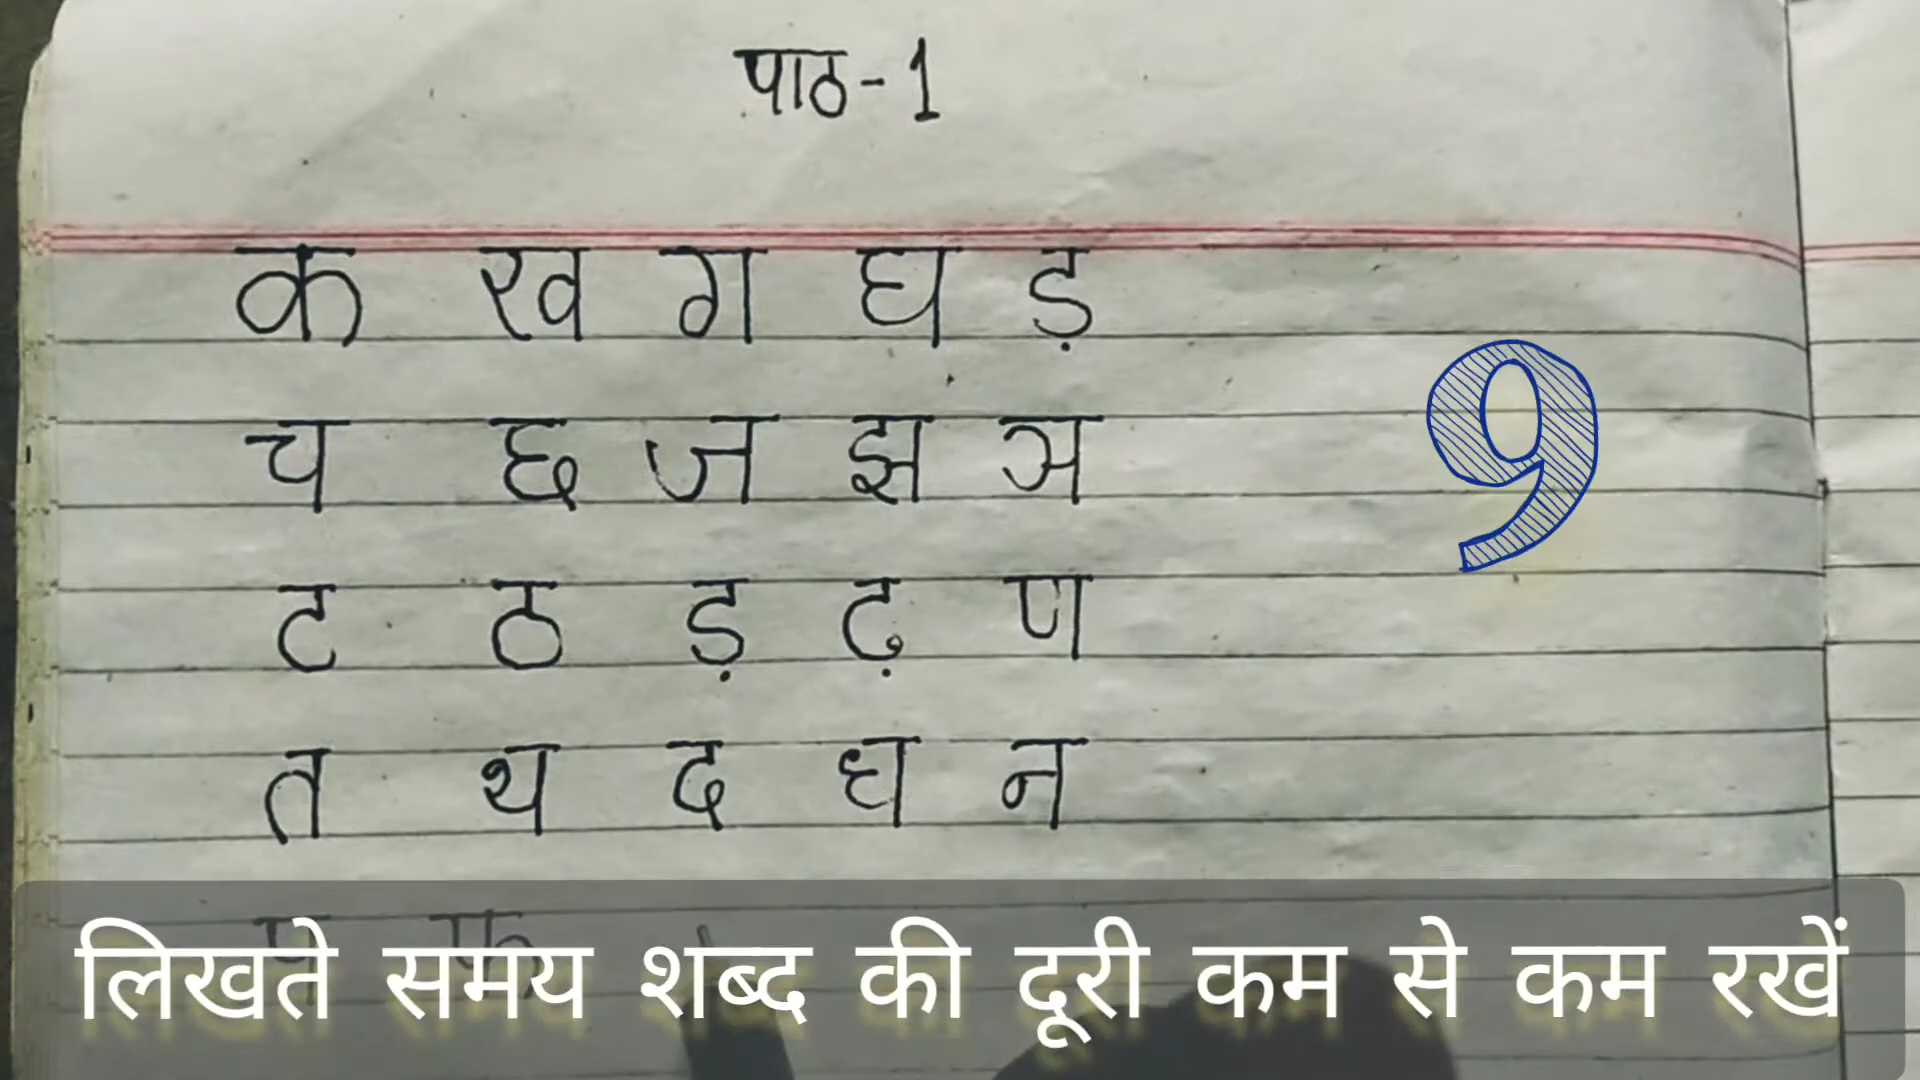 पाठ-1
क ख ग घ ड़
च छ ज झ ञ
9
ट ठ ड़ ढ़ ण
त थ द ध न
प फ
लिखते समय शब्द की दूरी कम से कम रखें